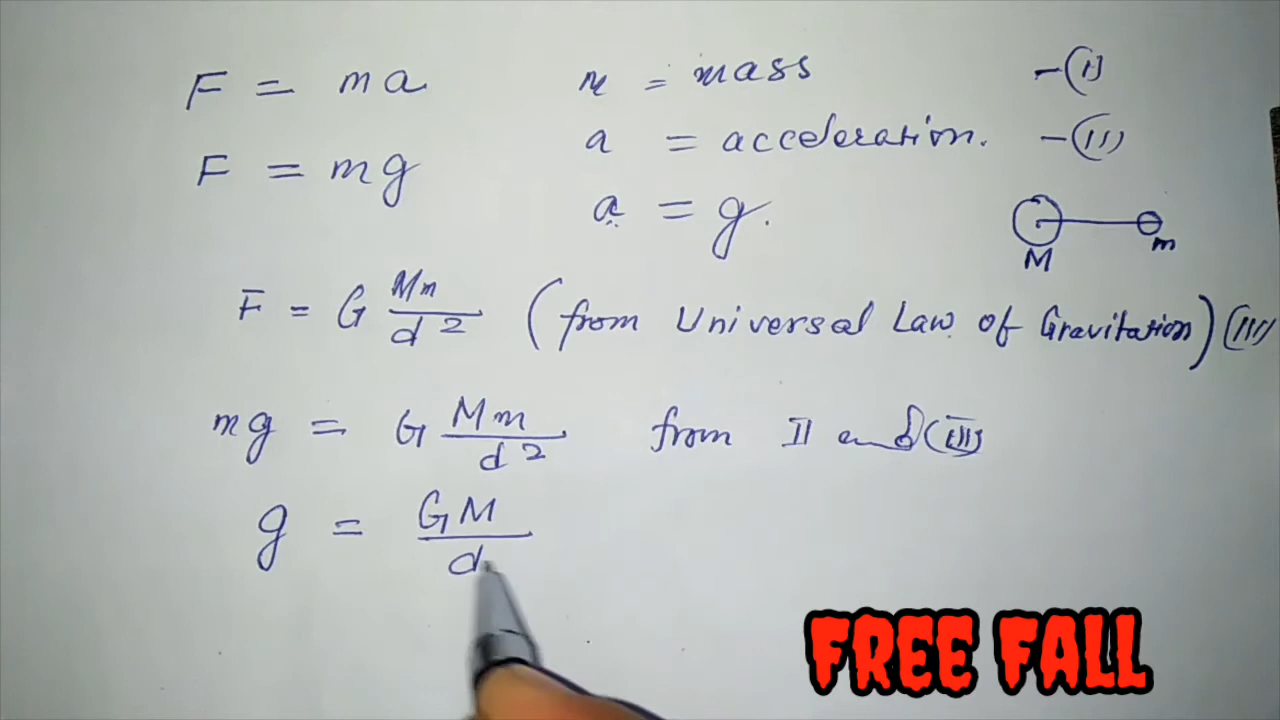 F = ma m = mass -(I)
F = mg a = acceleration. -(II)
a = g.
M m
F = G Mm/d² (from Universal Law of Gravitation) (III)
mg = G Mm/d² from II and (III)
g = GM/d
FREE FALL